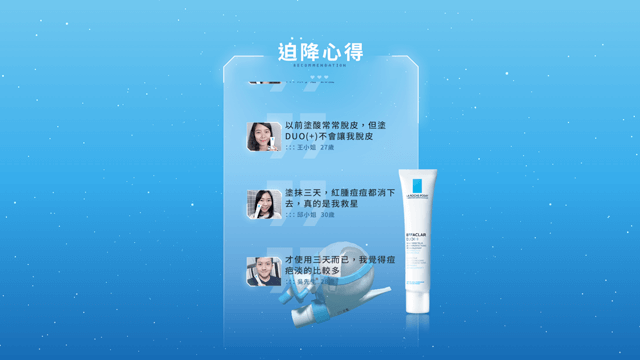 迫降心得
RECOMMENDATION
以前塗酸常常脫皮，但塗
DUO(+)不會讓我脫皮
:::王小姐 27歲
塗抹三天，紅腫痘痘都消下
去，真的是我救星
:::邱小姐 30歲
才使用三天而已，我覺得痘
疤淡的比較多
:::吳先生
LA ROCHE-POSAY
EFFACLAR
DUO(+)